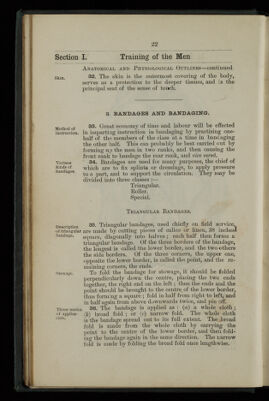 22
Section I. Training of the Men
ANATOMICAL AND PHYSIOLOGICAL OUTLINES—continued
Skin.
32. The skin is the outermost covering of the body,
serves as a protection to the deeper tissues, and is the
principal seat of the sense of touch.
3. BANDAGES AND BANDAGING.
Method of
instruction.
33. Great economy of time and labour will be effected
in imparting instruction in bandaging by practising one-
half of the members of the class at a time in bandaging
the other half. This can probably be best carried out by
forming up the men in two ranks, and then causing the
front rank to bandage the rear rank, and vice versâ.
Various
kinds of
bandages.
34. Bandages are used for many purposes, the chief of
which are to fix splints or dressings, to apply pressure
to a part, and to support the circulation. They may be
divided into three classes :—
Triangular.
Roller.
Special.
TRIANGULAR BANDAGES.
Description
of triangular
bandage.
35. Triangular bandages, used chiefly on field service,
are made by cutting pieces of calico or linen, 38 inches
square, diagonally into halves; each half then forms a
triangular bandage. Of the three borders of the bandage,
the longest is called the lower border, and the two others
the side borders. Of the three corners, the upper one,
opposite the lower border, is called the point, and the re-
maining corners, the ends.
Stowage.
To fold the bandage for stowage, it should be folded
perpendicularly down the centre, placing the two ends
together, the right end on the left; then the ends and the
point should be brought to the centre of the lower border,
thus forming a square; fold in half from right to left, and
in half again from above downwards twice, and pin off.
Three modes
of applica-
tion.
36. The bandage is applied as: (a) a whole cloth;
(b) broad fold; or (c) narrow fold. The whole cloth
is the bandage spread out to its full extent. The broad
fold is made from the whole cloth by carrying the
point to the centre of the lower border, and then fold-
ing the bandage again in the same direction. The narrow
fold is made by folding the broad fold once lengthwise.